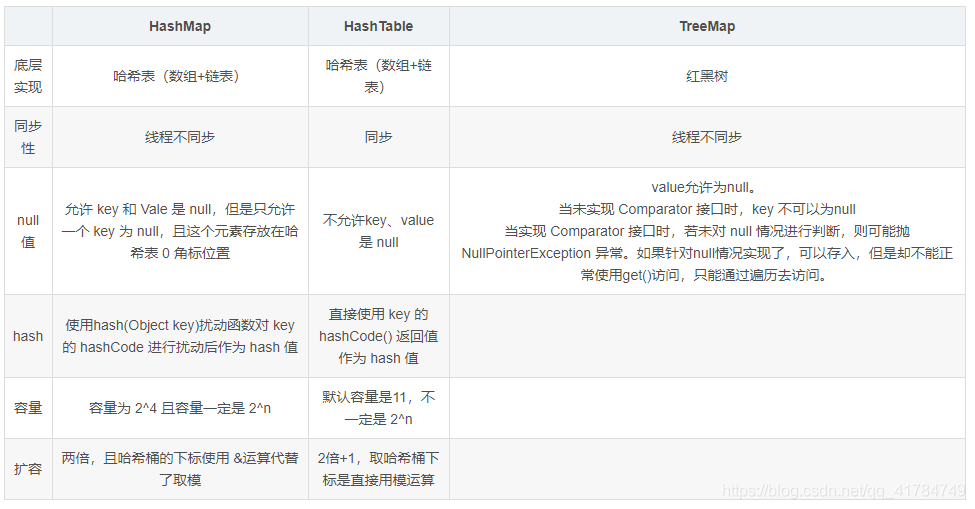 HashMap
HashTable
TreeMap
底层
实现
哈希表（数组+链表）
哈希表（数组+链
表）
红黑树
同步
性
线程不同步
同步
线程不同步
null
值
允许 key 和 Vale 是 null，但是只允许
一个 key 为 null，且这个元素存放在哈
希表 0 角标位置
不允许key、value
是 null
value允许为null。
当未实现 Comparator 接口时，key 不可以为null
当实现 Comparator 接口时，若未对 null 情况进行判断，则可能抛
NullPointerException 异常。如果针对null情况实现了，可以存入，但是却不能正
常使用get()访问，只能通过遍历去访问。
hash
使用hash(Object key)扰动函数对 key
的 hashCode 进行扰动后作为 hash 值
直接使用 key 的
hashCode() 返回值
作为 hash 值
容量
容量为 2^4 且容量一定是 2^n
默认容量是11，不
一定是 2^n
扩容
两倍，且哈希桶的下标使用 &运算代替
了取模
2倍+1，取哈希桶下
标是直接用模运算
https://blog.csdn.net/qq_41784749